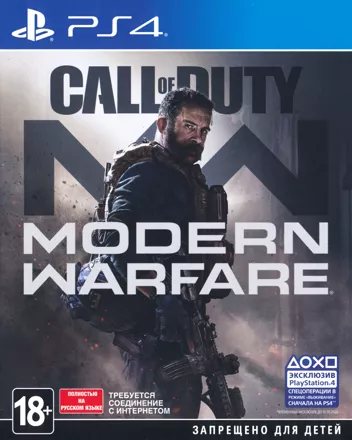 PS4
CALL OF DUTY
MODERN
WARFARE
ЭКСКЛЮЗИВ
PlayStation.4
СПЕЦОПЕРАЦИИ В
РЕЖИМЕ «ВЫЖИВАНИЕ»
СНАЧАЛА НА PS4
18+
ПОЛНОСТЬЮ
НА
РУССКОМ ЯЗЫКЕ
ТРЕБУЕТСЯ
СОЕДИНЕНИЕ
С ИНТЕРНЕТОМ
ЗАПРЕЩЕНО ДЛЯ ДЕТЕЙ